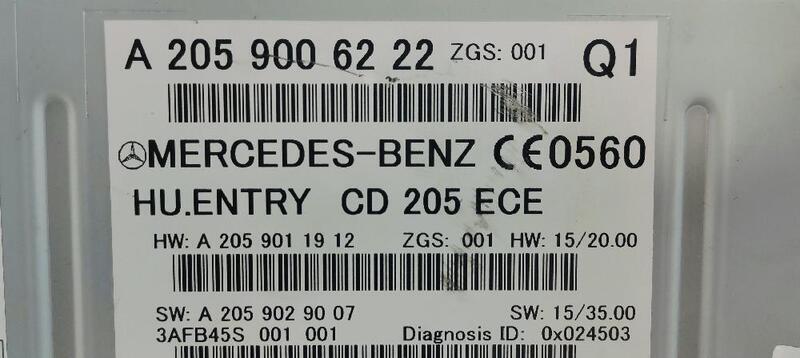 A 205 900 62 22 ZGS: 001 Q1
MERCEDES-BENZ CE0560
HU.ENTRY CD 205 ECE
HW: A 205 901 19 12 ZGS: 001 HW: 15/20.00
SW: A 205 902 90 07 SW: 15/35.00
3AFB45S 001 001 Diagnosis ID: 0x024503